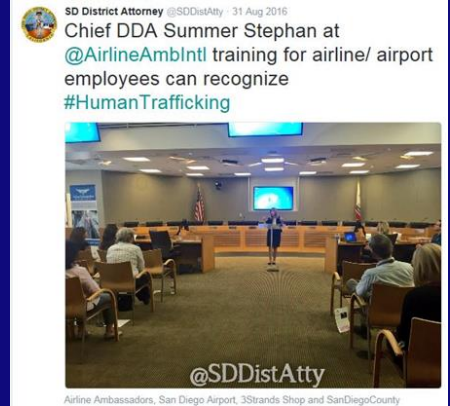 SD District Attorney @SDDistAtty · 31 Aug 2016
Chief DDA Summer Stephan at
@AirlineAmbIntl training for airline/ airport
employees can recognize
#HumanTrafficking
@SDDistAtty
Airline Ambassadors, San Diego Airport, 3Strands Shop and SanDiegoCounty